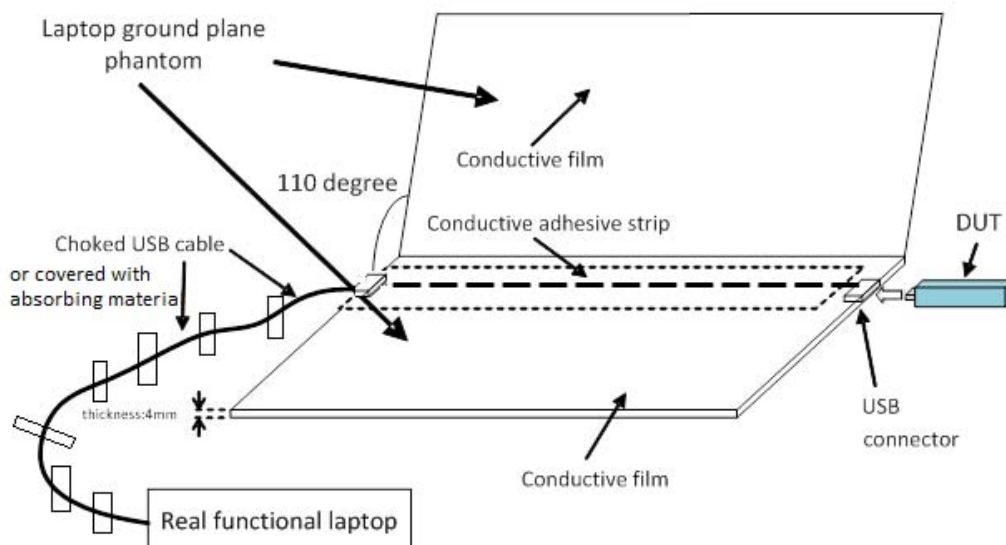 Laptop ground plane
phantom
Conductive film
110 degree
Conductive adhesive strip
DUT
Choked USB cable
or covered with
absorbing materia
thickness:4mm
USB
connector
Conductive film
Real functional laptop